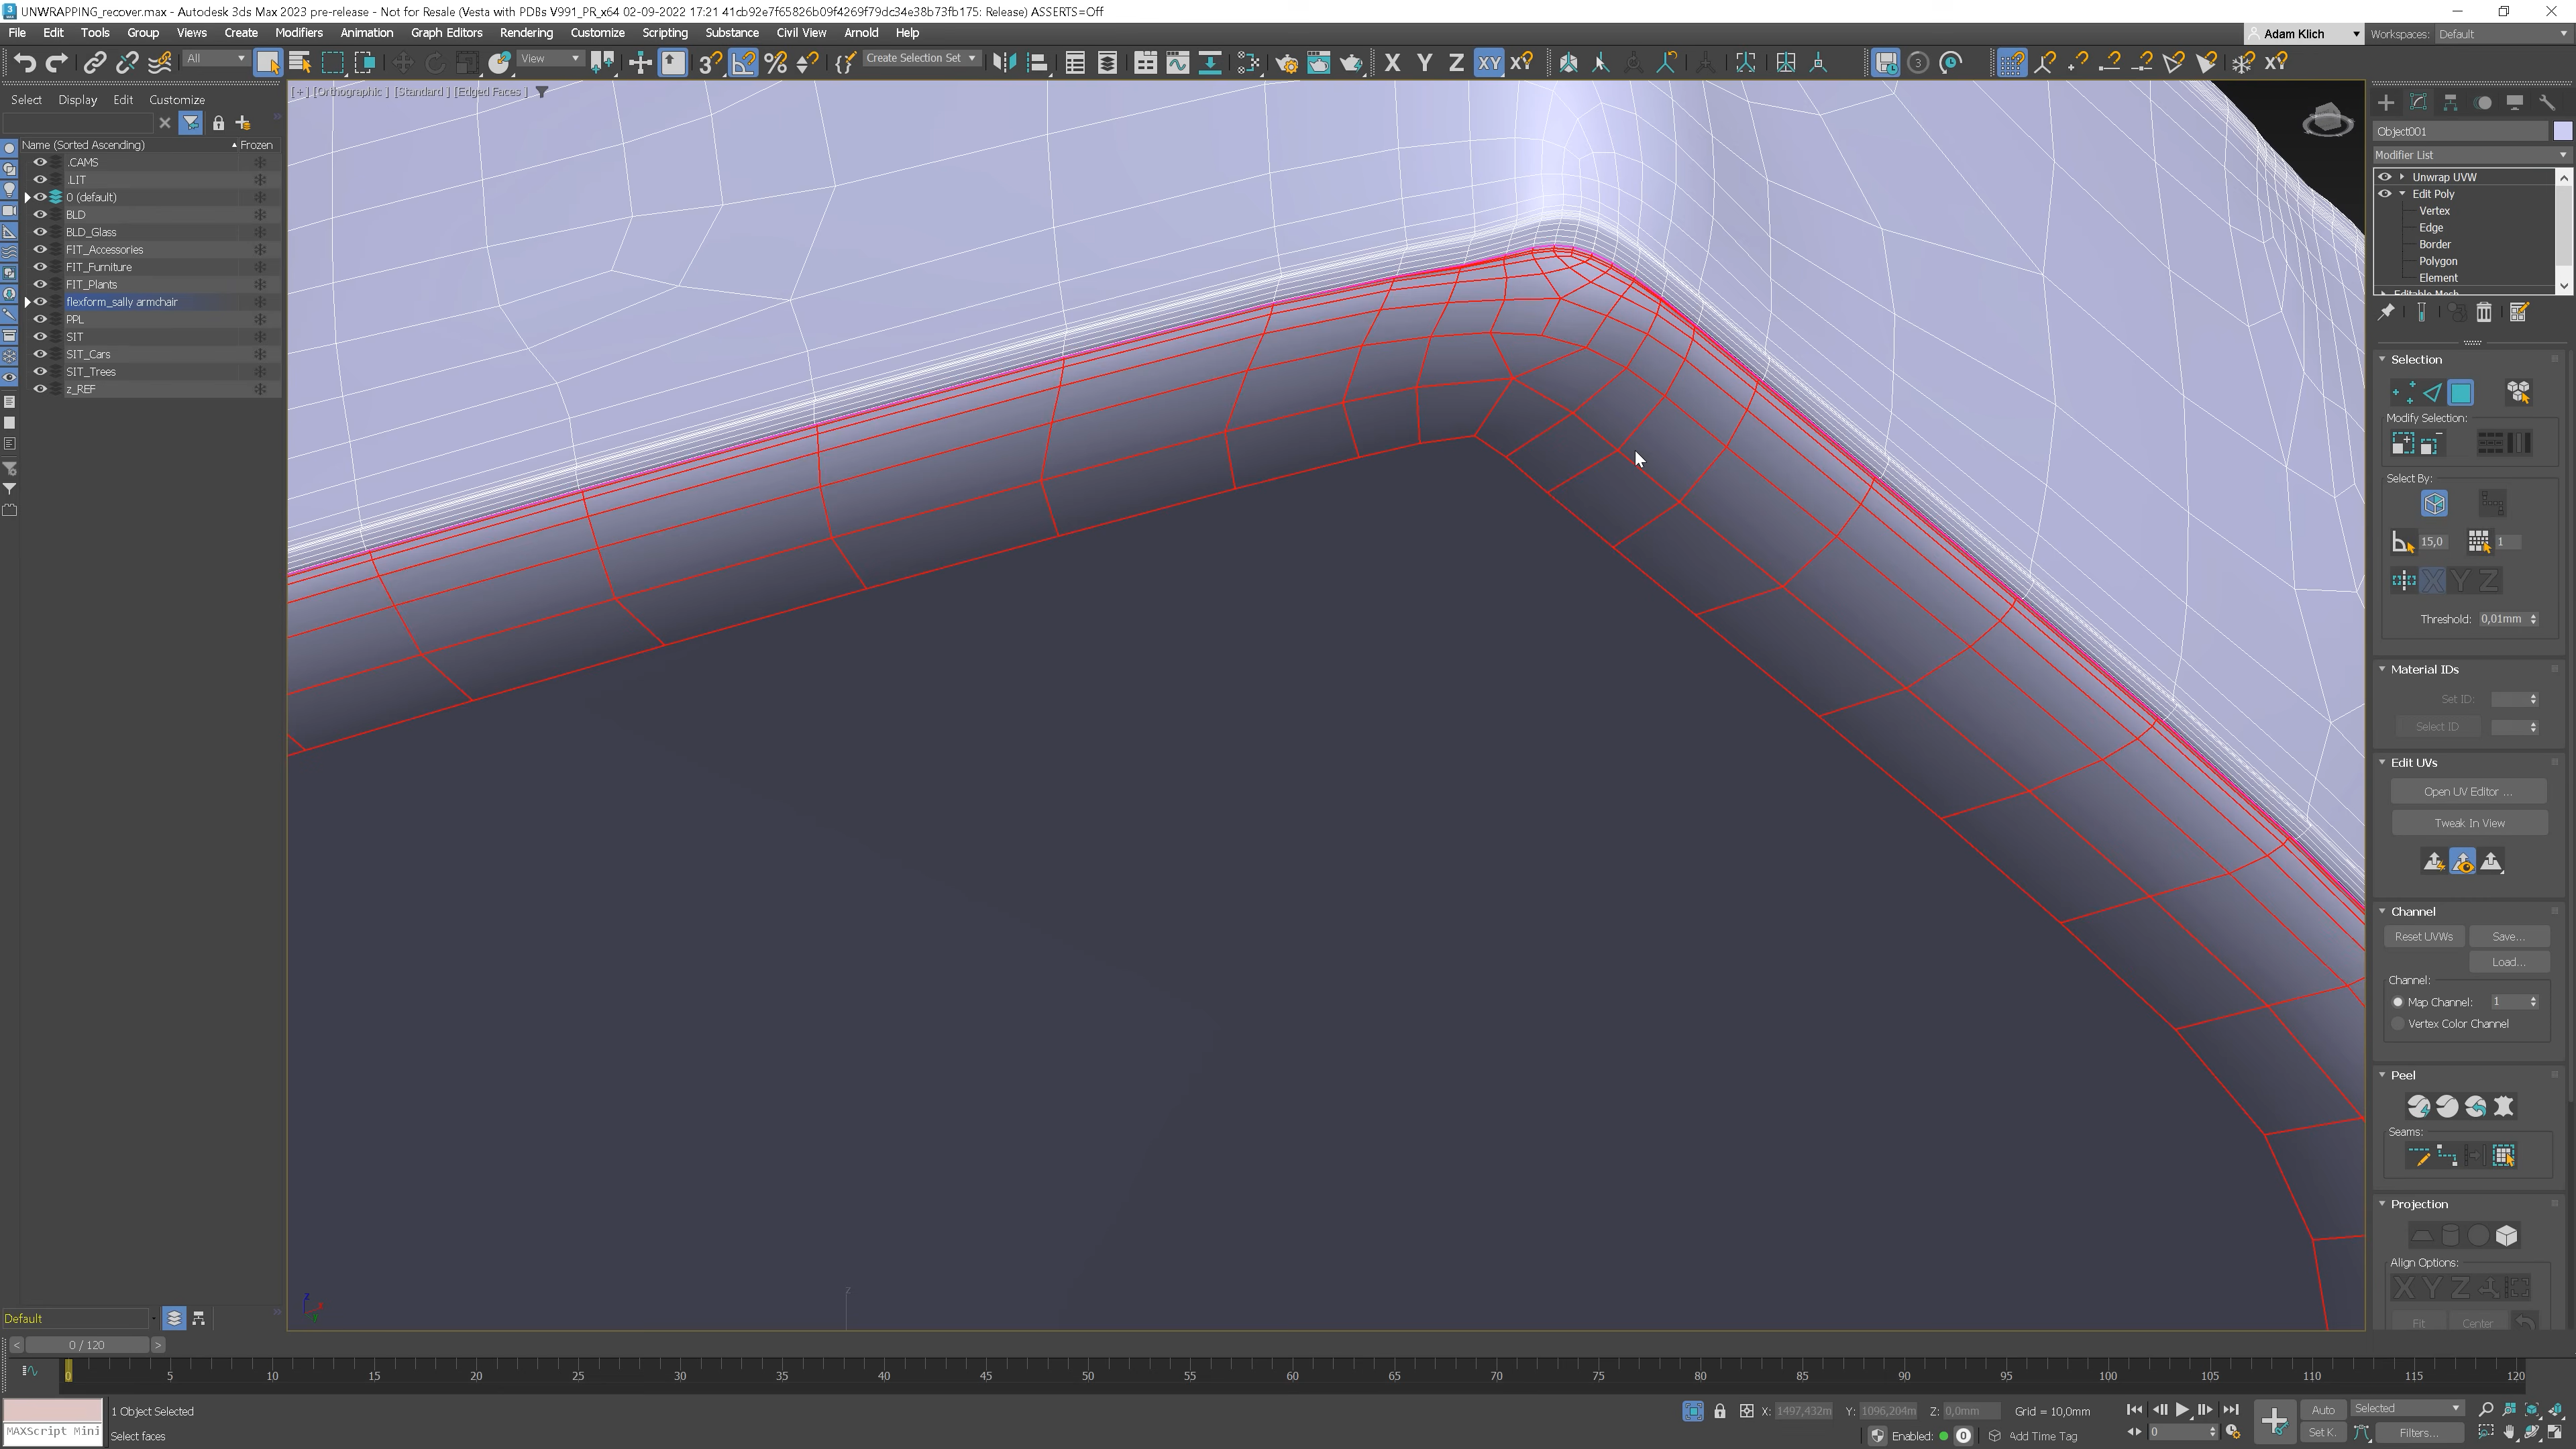 UNWRAPPING_recover.max - Autodesk 3ds Max 2023 pre-release - Not for Resale (Vesta with PDBs V991_PR_x64 02-09-2022 17:21 41cb92e7f65826b09f4269f79dc34e38b73fb175: Release) ASSERTS=Off
File Edit Tools Group Views Create Modifiers Animation Graph Editors Rendering Customize Scripting Substance Civil View Arnold Help
Adam Klich
Workspaces: Default
All
View
Create Selection Set
X Y Z XY
Select Display Edit Customize
Name (Sorted Ascending) Frozen
.CAMS
.LIT
0 (default)
BLD
BLD_Glass
FIT_Accessories
FIT_Furniture
FIT_Plants
flexform_sally armchair
PPL
SIT
SIT_Cars
SIT_Trees
z_REF
[+] [Orthographic ] [Standard ] [Edged Faces ]
Object001
Modifier List
Unwrap UVW
Edit Poly
Vertex
Edge
Border
Polygon
Element
Editable Mesh
Selection
Modify Selection:
Select By:
15,0
1
X Y Z
Threshold: 0,01mm
Material IDs
Set ID:
Select ID
Edit UVs
Open UV Editor ...
Tweak In View
Channel
Reset UVWs Save...
Load...
Channel:
Map Channel: 1
Vertex Color Channel
Peel
Seams:
Projection
Align Options:
X Y Z
Fit Center
z
z
x
y
Default
< 0 / 120 >
0 5 10 15 20 25 30 35 40 45 50 55 60 65 70 75 80 85 90 95 100 105 110 115 120
MAXScript Mini
1 Object Selected
Select faces
X: 1497,432m Y: 1096,204m Z: 0,0mm Grid = 10,0mm
Enabled: 0 Add Time Tag
0
Auto Selected
Set K. Filters...